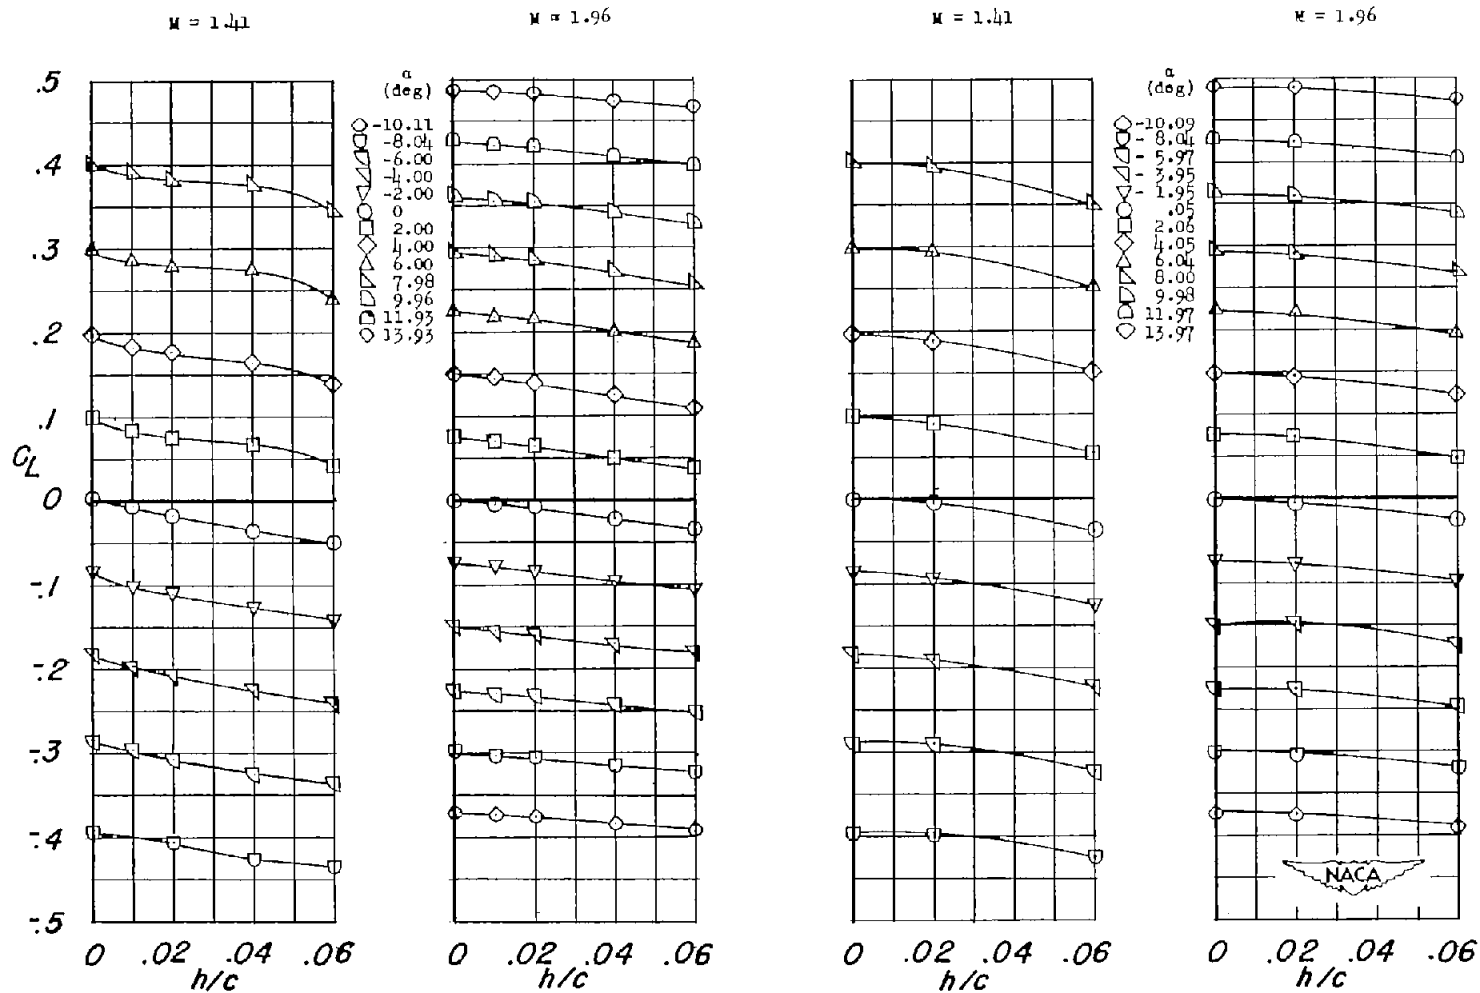 M = 1.41
M = 1.96
M = 1.41
M = 1.96
.5
.4
.3
.2
.1
C_L
0
-.1
-.2
-.3
-.4
-.5
α
(deg)
-10.11
-8.04
-6.00
-4.00
-2.00
0
2.00
4.00
6.00
7.98
9.96
11.93
13.93
α
(deg)
-10.09
-8.04
-5.97
-3.95
-1.95
.05
2.06
4.05
6.04
8.00
9.98
11.97
13.97
NACA
0 .02 .04 .06
h/c
0 .02 .04 .06
h/c
0 .02 .04 .06
h/c
0 .02 .04 .06
h/c